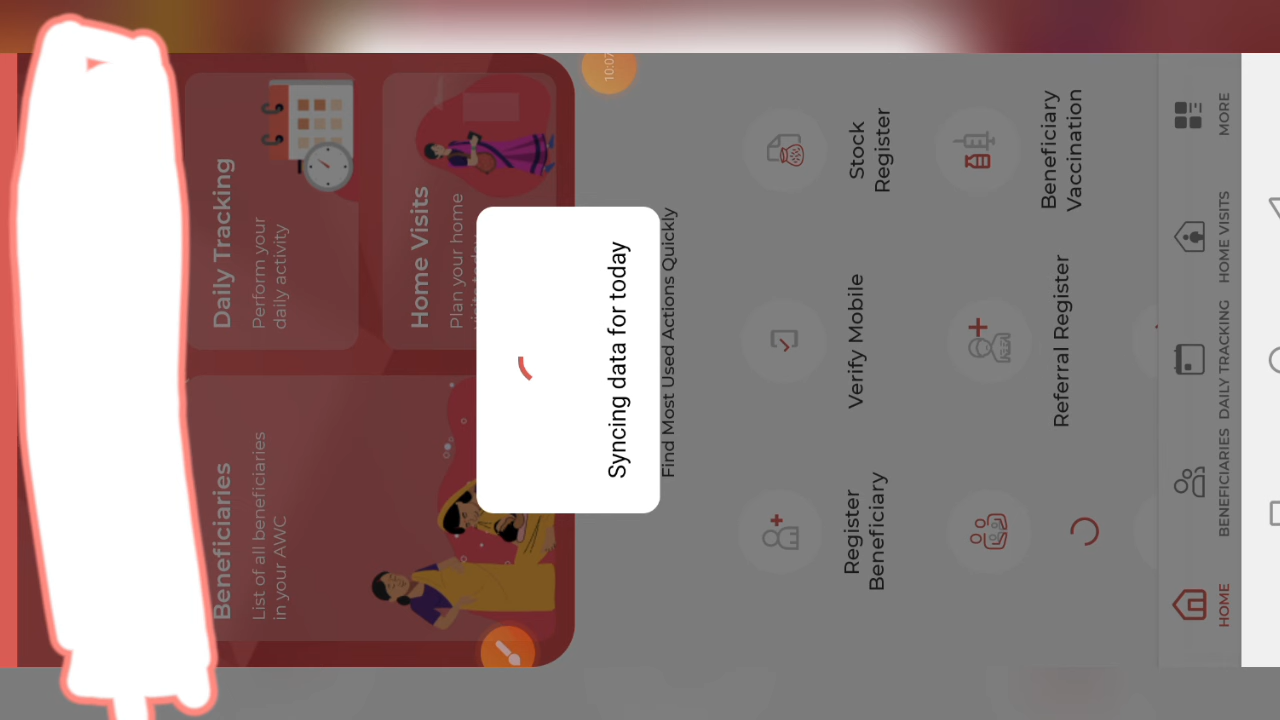 Beneficiaries
List of all beneficiaries
in your AWC
Daily Tracking
Perform your
daily activity
Home Visits
Plan your home
10:07
Syncing data for today
Find Most Used Actions Quickly
Register
Beneficiary
Verify Mobile
Stock
Register
Referral Register
Beneficiary
Vaccination
HOME
BENEFICIARIES
DAILY TRACKING
HOME VISITS
MORE